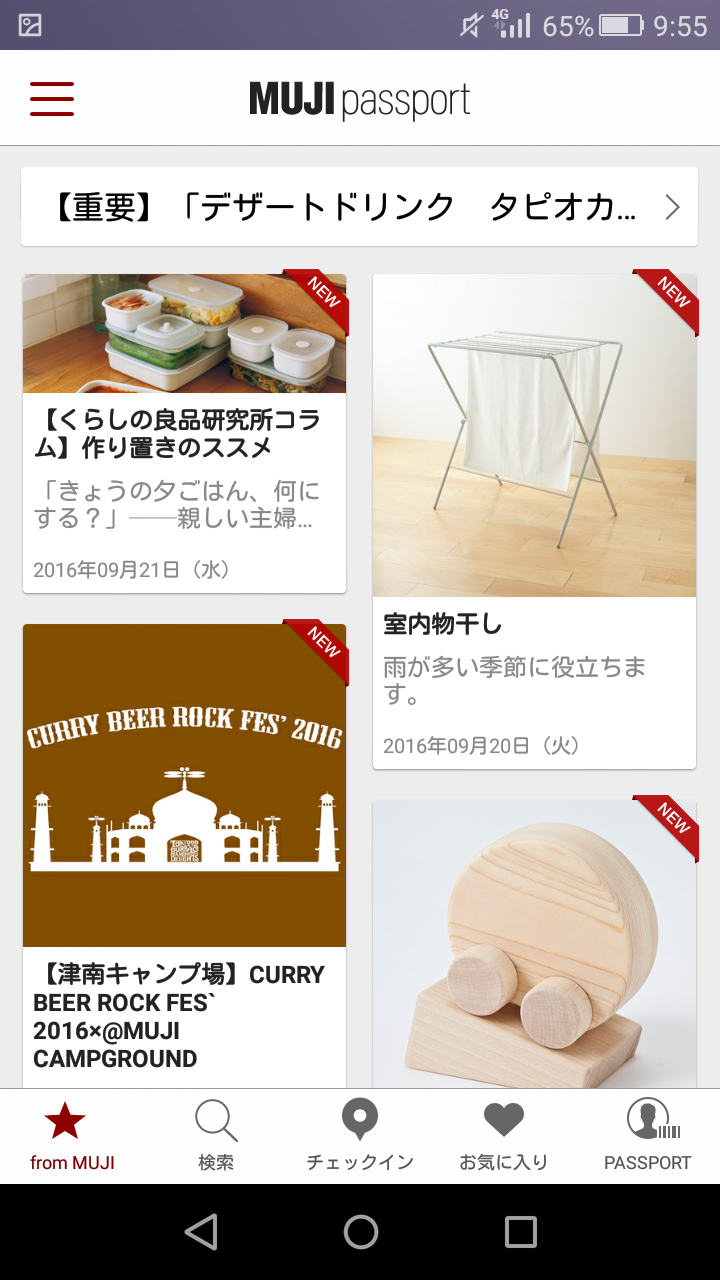 4G 65% 9:55
MUJI passport
【重要】「デザートドリンク　タピオカ...
NEW
【くらしの良品研究所コラ
ム】作り置きのススメ
「きょうの夕ごはん、何に
する？」──親しい主婦...
2016年09月21日（水）
NEW
室内物干し
雨が多い季節に役立ちま
す。
2016年09月20日（火）
NEW
CURRY BEER ROCK FES' 2016
【津南キャンプ場】CURRY
BEER ROCK FES`
2016×@MUJI
CAMPGROUND
NEW
from MUJI
検索
チェックイン
お気に入り
PASSPORT